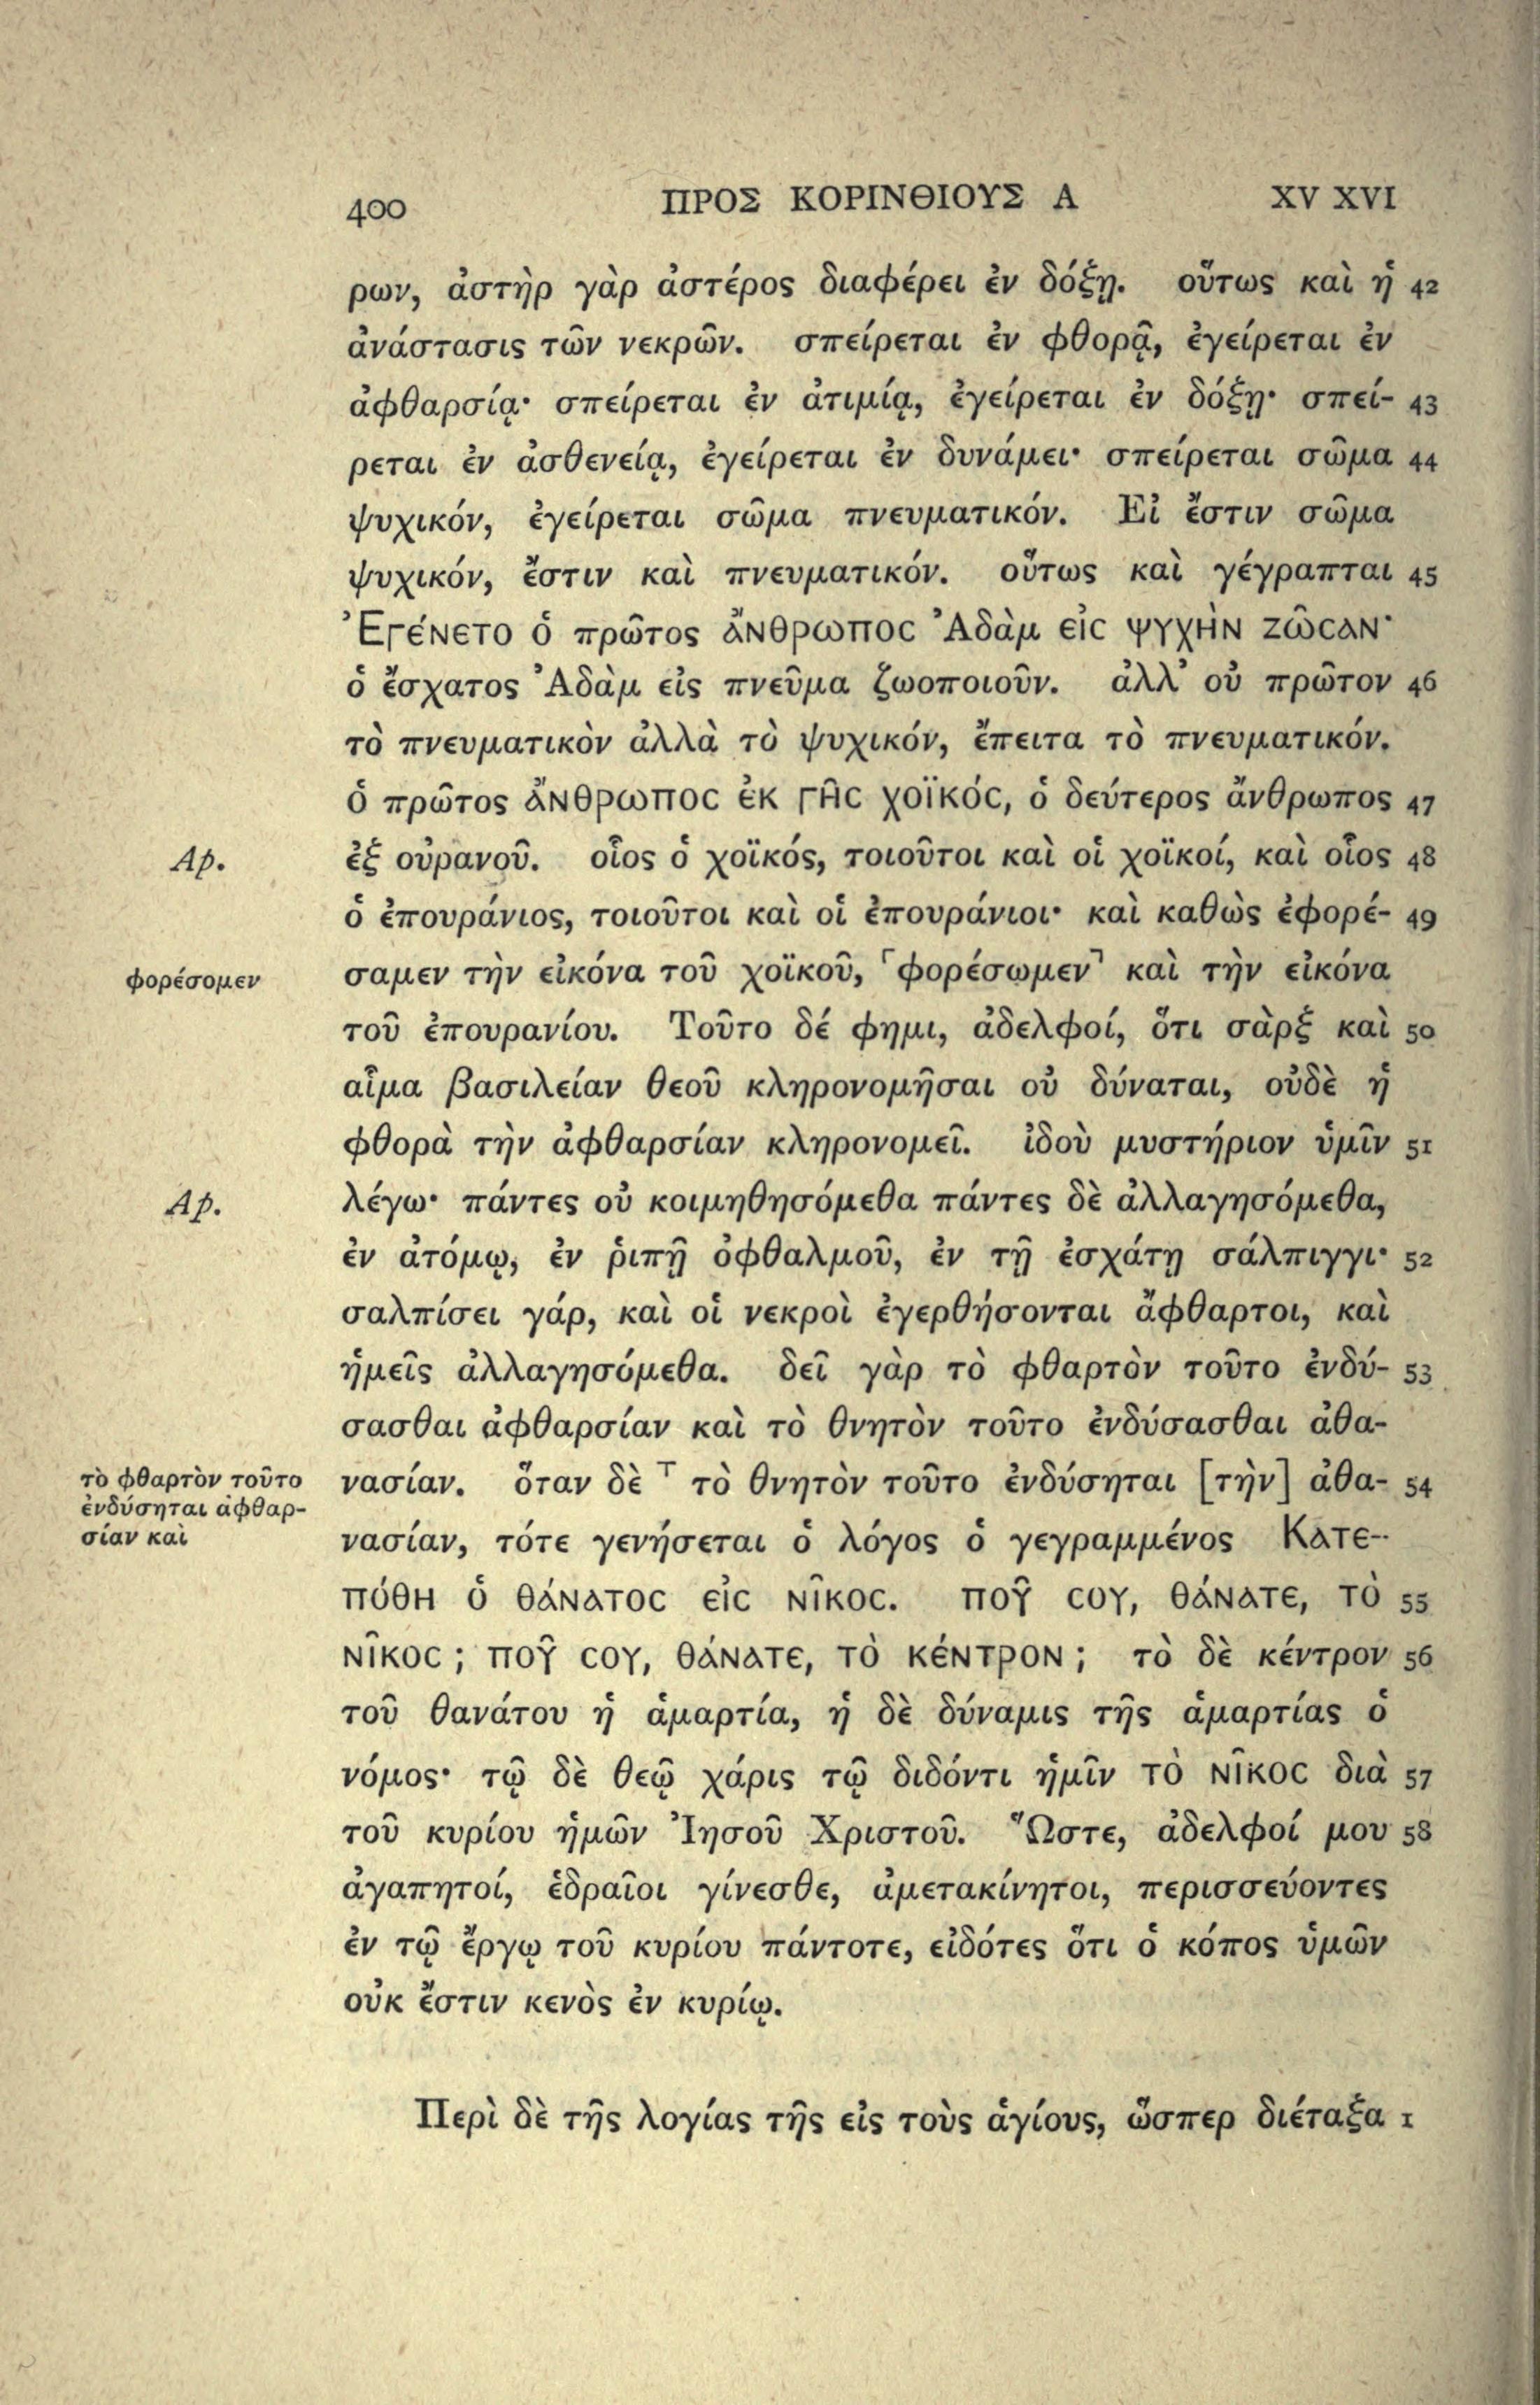 400 ΠΡΟΣ ΚΟΡΙΝΘΙΟΥΣ Α XV XVI
ρων, ἀστὴρ γὰρ ἀστέρος διαφέρει ἐν δόξῃ. οὕτως καὶ ἡ 42
ἀνάστασις τῶν νεκρῶν. σπείρεται ἐν φθορᾷ, ἐγείρεται ἐν
ἀφθαρσίᾳ· σπείρεται ἐν ἀτιμίᾳ, ἐγείρεται ἐν δόξῃ· σπεί- 43
ρεται ἐν ἀσθενείᾳ, ἐγείρεται ἐν δυνάμει· σπείρεται σῶμα 44
ψυχικόν, ἐγείρεται σῶμα πνευματικόν. Εἰ ἔστιν σῶμα
ψυχικόν, ἔστιν καὶ πνευματικόν. οὕτως καὶ γέγραπται 45
Ἐγένετο ὁ πρῶτος ἄνθρωπος Ἀδὰμ εἰς ψυχὴν ζῶσαν·
ὁ ἔσχατος Ἀδὰμ εἰς πνεῦμα ζωοποιοῦν. ἀλλ' οὐ πρῶτον 46
τὸ πνευματικὸν ἀλλὰ τὸ ψυχικόν, ἔπειτα τὸ πνευματικόν.
ὁ πρῶτος ἄνθρωπος ἐκ γῆς χοϊκός, ὁ δεύτερος ἄνθρωπος 47
Ap. ἐξ οὐρανοῦ. οἷος ὁ χοϊκός, τοιοῦτοι καὶ οἱ χοϊκοί, καὶ οἷος 48
ὁ ἐπουράνιος, τοιοῦτοι καὶ οἱ ἐπουράνιοι· καὶ καθὼς ἐφορέ- 49
φορέσομεν σαμεν τὴν εἰκόνα τοῦ χοϊκοῦ, ⌜φορέσωμεν⌝ καὶ τὴν εἰκόνα
τοῦ ἐπουρανίου. Τοῦτο δέ φημι, ἀδελφοί, ὅτι σὰρξ καὶ 50
αἷμα βασιλείαν θεοῦ κληρονομῆσαι οὐ δύναται, οὐδὲ ἡ
φθορὰ τὴν ἀφθαρσίαν κληρονομεῖ. ἰδοὺ μυστήριον ὑμῖν 51
Ap. λέγω· πάντες οὐ κοιμηθησόμεθα πάντες δὲ ἀλλαγησόμεθα,
ἐν ἀτόμῳ, ἐν ῥιπῇ ὀφθαλμοῦ, ἐν τῇ ἐσχάτῃ σάλπιγγι· 52
σαλπίσει γάρ, καὶ οἱ νεκροὶ ἐγερθήσονται ἄφθαρτοι, καὶ
ἡμεῖς ἀλλαγησόμεθα. δεῖ γὰρ τὸ φθαρτὸν τοῦτο ἐνδύ- 53
σασθαι ἀφθαρσίαν καὶ τὸ θνητὸν τοῦτο ἐνδύσασθαι ἀθα-
τὸ φθαρτὸν τοῦτο
ἐνδύσηται ἀφθαρ-
σίαν καὶ
νασίαν. ὅταν δὲ ⸆ τὸ θνητὸν τοῦτο ἐνδύσηται [τὴν] ἀθα- 54
νασίαν, τότε γενήσεται ὁ λόγος ὁ γεγραμμένος Κατε-
πόθη ὁ θάνατος εἰς νῖκος. ποῦ σου, θάνατε, τὸ 55
νῖκος; ποῦ σου, θάνατε, τὸ κέντρον; τὸ δὲ κέντρον 56
τοῦ θανάτου ἡ ἁμαρτία, ἡ δὲ δύναμις τῆς ἁμαρτίας ὁ
νόμος· τῷ δὲ θεῷ χάρις τῷ διδόντι ἡμῖν τὸ νῖκος διὰ 57
τοῦ κυρίου ἡμῶν Ἰησοῦ Χριστοῦ. Ὥστε, ἀδελφοί μου 58
ἀγαπητοί, ἑδραῖοι γίνεσθε, ἀμετακίνητοι, περισσεύοντες
ἐν τῷ ἔργῳ τοῦ κυρίου πάντοτε, εἰδότες ὅτι ὁ κόπος ὑμῶν
οὐκ ἔστιν κενὸς ἐν κυρίῳ.
Περὶ δὲ τῆς λογίας τῆς εἰς τοὺς ἁγίους, ὥσπερ διέταξα 1